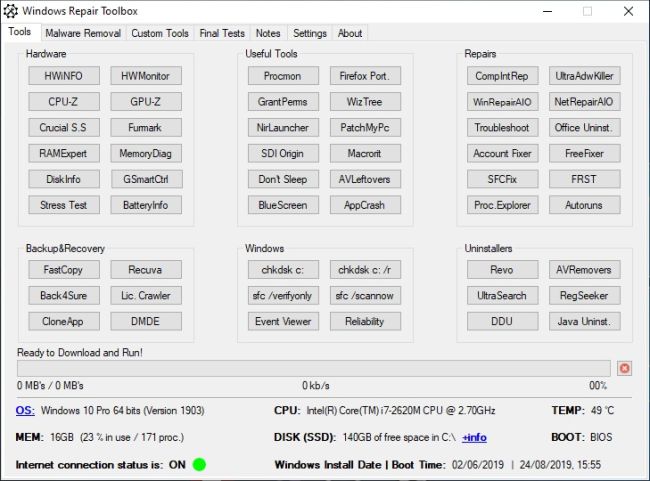 Windows Repair Toolbox
Tools Malware Removal Custom Tools Final Tests Notes Settings About
Hardware Useful Tools Repairs
HWiNFO HWMonitor Procmon Firefox Port. CompIntRep UltraAdwKiller
CPU-Z GPU-Z GrantPerms WizTree WinRepairAIO NetRepairAIO
Crucial S.S Furmark NirLauncher PatchMyPc Troubleshoot Office Uninst.
RAMExpert MemoryDiag SDI Origin Macrorit Account Fixer FreeFixer
DiskInfo GSmartCtrl Don't Sleep AVLeftovers SFCFix FRST
Stress Test BatteryInfo BlueScreen AppCrash Proc.Explorer Autoruns
Backup&Recovery Windows Uninstallers
FastCopy Recuva chkdsk c: chkdsk c: /r Revo AVRemovers
Back4Sure Lic. Crawler sfc /verifyonly sfc /scannow UltraSearch RegSeeker
CloneApp DMDE Event Viewer Reliability DDU Java Uninst.
Ready to Download and Run!
0 MB's / 0 MB's 0 kb/s 00%
OS: Windows 10 Pro 64 bits (Version 1903) CPU: Intel(R) Core(TM) i7-2620M CPU @ 2.70GHz TEMP: 49 °C
MEM: 16GB (23 % in use / 171 proc.) DISK (SSD): 140GB of free space in C:\ +info BOOT: BIOS
Internet connection status is: ON Windows Install Date | Boot Time: 02/06/2019 | 24/08/2019, 15:55